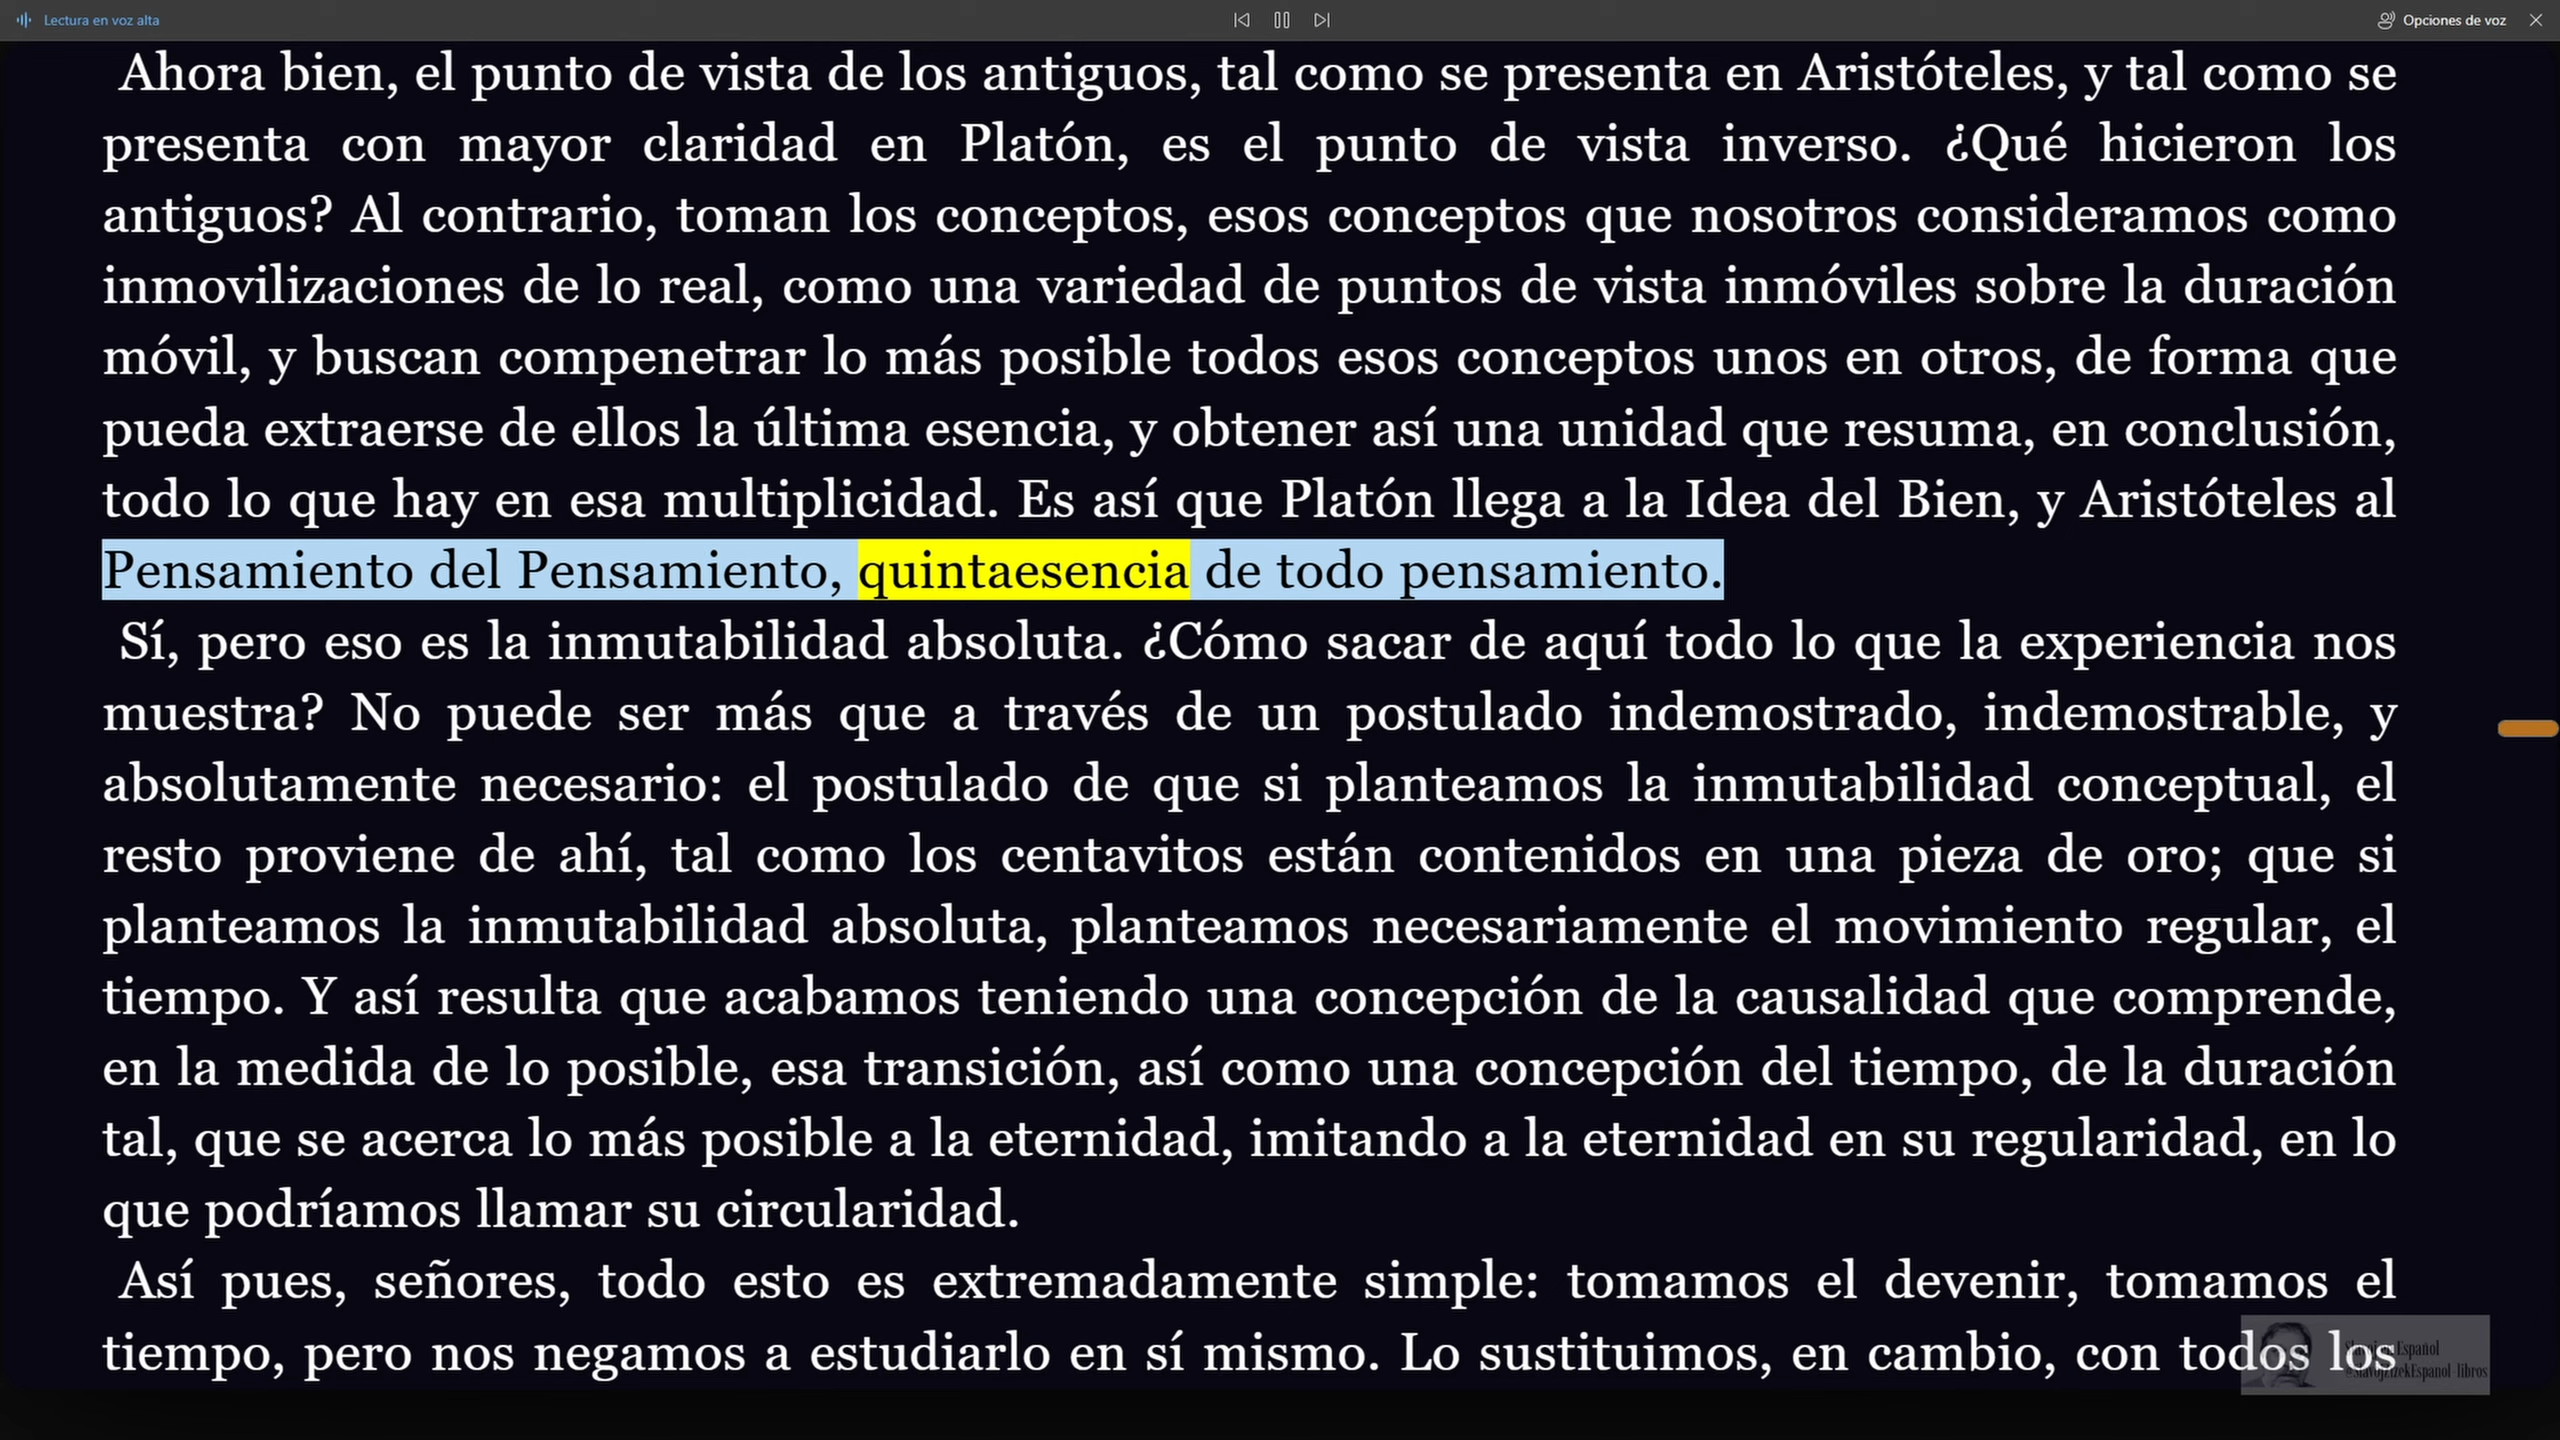 Lectura en voz alta
Opciones de voz
Ahora bien, el punto de vista de los antiguos, tal como se presenta en Aristóteles, y tal como se
presenta con mayor claridad en Platón, es el punto de vista inverso. ¿Qué hicieron los
antiguos? Al contrario, toman los conceptos, esos conceptos que nosotros consideramos como
inmovilizaciones de lo real, como una variedad de puntos de vista inmóviles sobre la duración
móvil, y buscan compenetrar lo más posible todos esos conceptos unos en otros, de forma que
pueda extraerse de ellos la última esencia, y obtener así una unidad que resuma, en conclusión,
todo lo que hay en esa multiplicidad. Es así que Platón llega a la Idea del Bien, y Aristóteles al
Pensamiento del Pensamiento, quintaesencia de todo pensamiento.
Sí, pero eso es la inmutabilidad absoluta. ¿Cómo sacar de aquí todo lo que la experiencia nos
muestra? No puede ser más que a través de un postulado indemostrado, indemostrable, y
absolutamente necesario: el postulado de que si planteamos la inmutabilidad conceptual, el
resto proviene de ahí, tal como los centavitos están contenidos en una pieza de oro; que si
planteamos la inmutabilidad absoluta, planteamos necesariamente el movimiento regular, el
tiempo. Y así resulta que acabamos teniendo una concepción de la causalidad que comprende,
en la medida de lo posible, esa transición, así como una concepción del tiempo, de la duración
tal, que se acerca lo más posible a la eternidad, imitando a la eternidad en su regularidad, en lo
que podríamos llamar su circularidad.
Así pues, señores, todo esto es extremadamente simple: tomamos el devenir, tomamos el
tiempo, pero nos negamos a estudiarlo en sí mismo. Lo sustituimos, en cambio, con todos los
Español